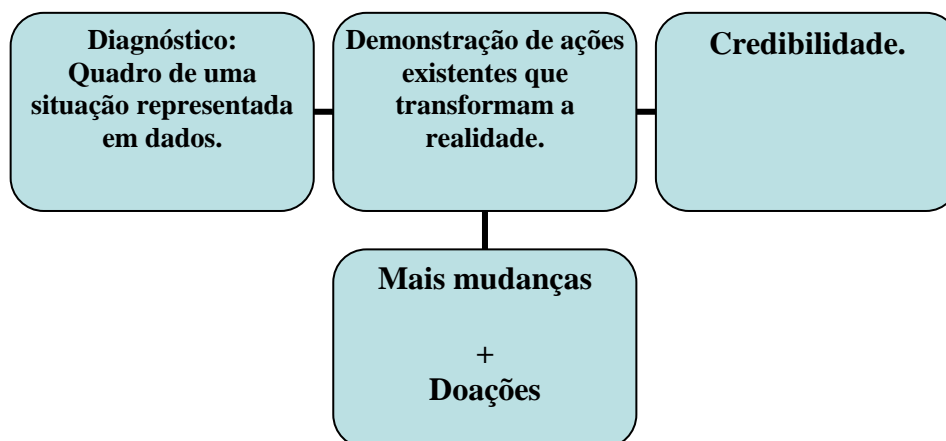 Diagnóstico:
Quadro de uma
situação representada
em dados.
Demonstração de ações
existentes que
transformam a
realidade.
Credibilidade.
Mais mudanças
+
Doações